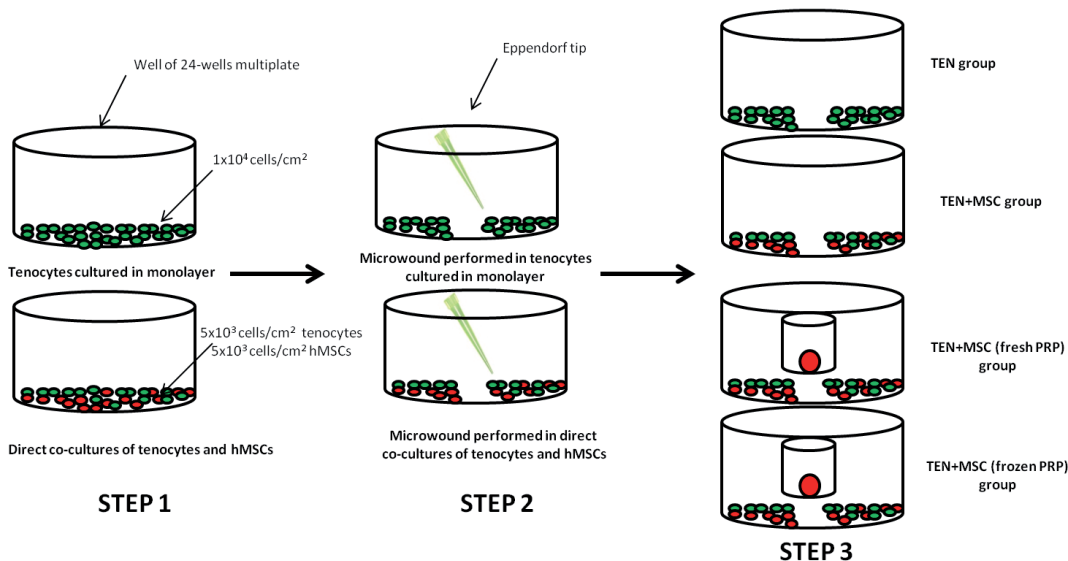 Well of 24-wells multiplate
1x10⁴ cells/cm²
Tenocytes cultured in monolayer
5x10³ cells/cm² tenocytes
5x10³ cells/cm² hMSCs
Direct co-cultures of tenocytes and hMSCs
STEP 1
Eppendorf tip
Microwound performed in tenocytes
cultured in monolayer
Microwound performed in direct
co-cultures of tenocytes and hMSCs
STEP 2
TEN group
TEN+MSC group
TEN+MSC (fresh PRP)
group
TEN+MSC (frozen PRP)
group
STEP 3